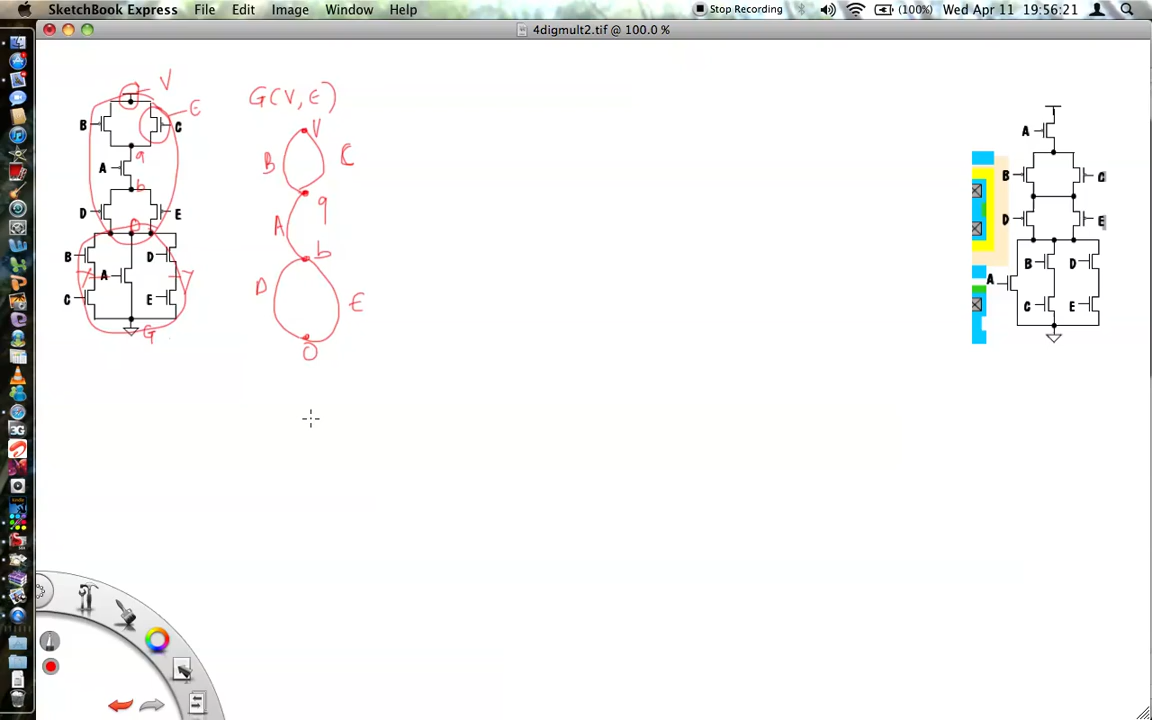 SketchBook Express File Edit Image Window Help Stop Recording (100%) Wed Apr 11 19:56:21
4digmult2.tif @ 100.0 %
V
E
B
C
a
A
b
D
E
O
B
D
A
y
y
C
E
G
G(V, E)
V
B
C
a
A
b
D
E
O
A
B
C
D
E
B
D
A
C
E
3G